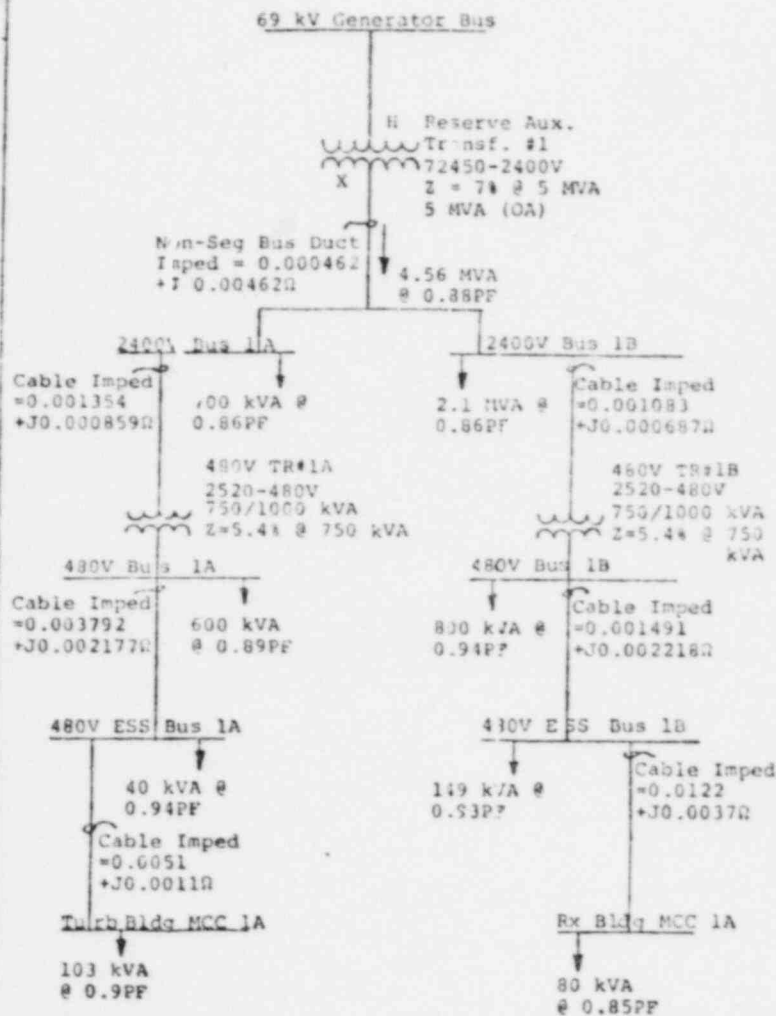 69 kV Generator Bus
H Reserve Aux.
Transf. #1
72450-2400V
X Z = 7% @ 5 MVA
5 MVA (OA)
Non-Seg Bus Duct
Imped = 0.000462
+J 0.00462Ω
4.56 MVA
@ 0.88PF
2400V Bus 1A
2400V Bus 1B
Cable Imped
=0.001354
+J0.000859Ω
00 kVA @
0.86PF
2.1 MVA @
0.86PF
Cable Imped
=0.001083
+J0.000687Ω
480V TR#1A
2520-480V
750/1000 kVA
Z=5.4% @ 750 kVA
480V TR#1B
2520-480V
750/1000 kVA
Z=5.4% @ 750
kVA
480V Bus 1A
480V Bus 1B
Cable Imped
=0.003792
+J0.002177Ω
600 kVA
@ 0.89PF
800 kVA @
0.94PF
Cable Imped
=0.001491
+J0.002218Ω
480V ESS Bus 1A
480V ESS Bus 1B
40 kVA @
0.94PF
149 kVA @
0.93PF
Cable Imped
=0.0122
+J0.0037Ω
Cable Imped
=0.0051
+J0.0011Ω
Turb Bldg MCC 1A
Rx Bldg MCC 1A
103 kVA
@ 0.9PF
80 kVA
@ 0.85PF